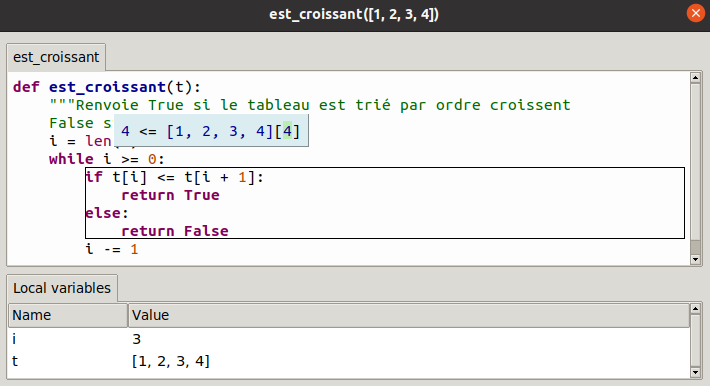 est_croissant([1, 2, 3, 4])
est_croissant
def est_croissant(t):
"""Renvoie True si le tableau est trié par ordre croissent
False s
4 <= [1, 2, 3, 4][4]
i = len
while i >= 0:
if t[i] <= t[i + 1]:
return True
else:
return False
i -= 1
Local variables
Name Value
i 3
t [1, 2, 3, 4]